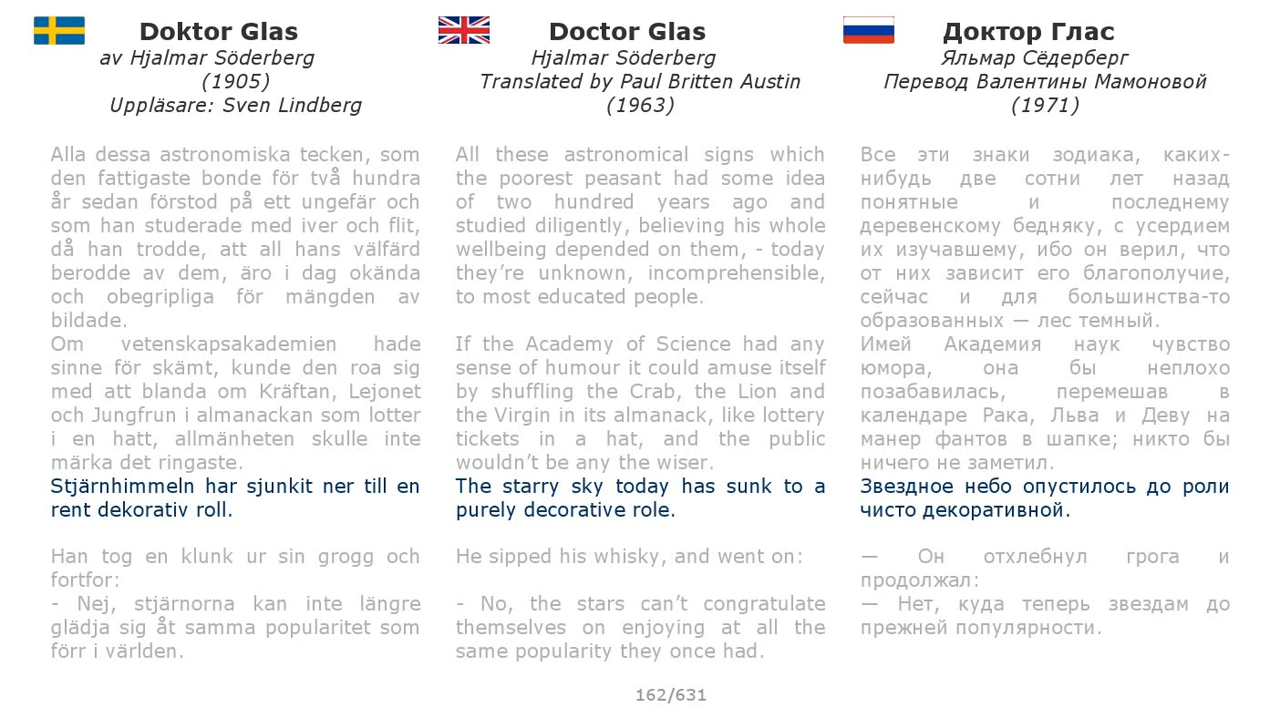 Doktor Glas
av Hjalmar Söderberg
(1905)
Uppläsare: Sven Lindberg
Alla dessa astronomiska tecken, som
den fattigaste bonde för två hundra
år sedan förstod på ett ungefär och
som han studerade med iver och flit,
då han trodde, att all hans välfärd
berodde av dem, äro i dag okända
och obegripliga för mängden av
bildade.
Om vetenskapsakademien hade
sinne för skämt, kunde den roa sig
med att blanda om Kräftan, Lejonet
och Jungfrun i almanackan som lotter
i en hatt, allmänheten skulle inte
märka det ringaste.
Stjärnhimmeln har sjunkit ner till en
rent dekorativ roll.
Han tog en klunk ur sin grogg och
fortfor:
- Nej, stjärnorna kan inte längre
glädja sig åt samma popularitet som
förr i världen.
Doctor Glas
Hjalmar Söderberg
Translated by Paul Britten Austin
(1963)
All these astronomical signs which
the poorest peasant had some idea
of two hundred years ago and
studied diligently, believing his whole
wellbeing depended on them, - today
they’re unknown, incomprehensible,
to most educated people.
If the Academy of Science had any
sense of humour it could amuse itself
by shuffling the Crab, the Lion and
the Virgin in its almanack, like lottery
tickets in a hat, and the public
wouldn’t be any the wiser.
The starry sky today has sunk to a
purely decorative role.
He sipped his whisky, and went on:
- No, the stars can’t congratulate
themselves on enjoying at all the
same popularity they once had.
Доктор Глас
Яльмар Сёдерберг
Перевод Валентины Мамоновой
(1971)
Все эти знаки зодиака, каких-
нибудь две сотни лет назад
понятные и последнему
деревенскому бедняку, с усердием
их изучавшему, ибо он верил, что
от них зависит его благополучие,
сейчас и для большинства-то
образованных — лес темный.
Имей Академия наук чувство
юмора, она бы неплохо
позабавилась, перемешав в
календаре Рака, Льва и Деву на
манер фантов в шапке; никто бы
ничего не заметил.
Звездное небо опустилось до роли
чисто декоративной.
— Он отхлебнул грога и
продолжал:
— Нет, куда теперь звездам до
прежней популярности.
162/631